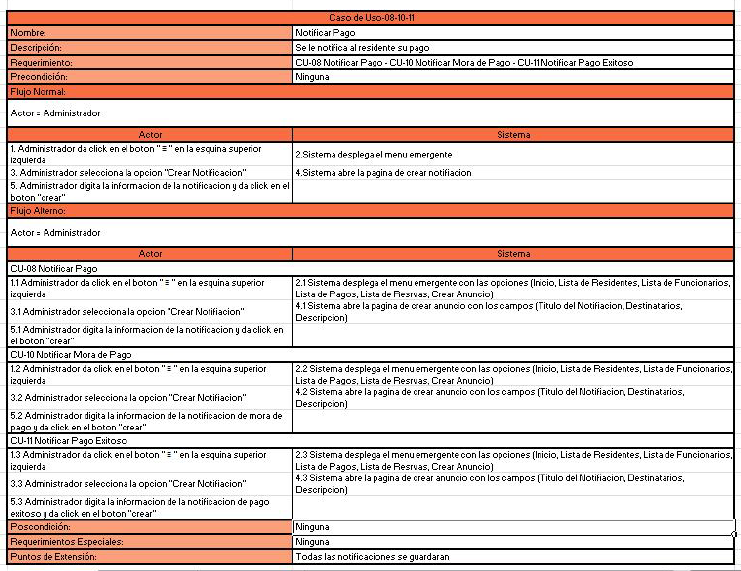 Caso de Uso-08-10-11
Nombre: Notificar Pago
Descripción: Se le notifica al residente su pago
Requerimiento: CU-08 Notificar Pago - CU-10 Notificar Mora de Pago - CU-11 Notificar Pago Exitoso
Precondición: Ninguna
Flujo Normal:
Actor = Administrador
Actor Sistema
1. Administrador da click en el boton "≡" en la esquina superior
izquierda
2.Sistema desplega el menu emergente
3. Administrador selecciona la opcion "Crear Notificacion"
4.Sistema abre la pagina de crear notifiacion
5. Administrador digita la informacion de la notificacion y da click en el
boton "crear"
Flujo Alterno:
Actor = Administrador
Actor Sistema
CU-08 Notificar Pago
1.1 Administrador da click en el boton "≡" en la esquina superior
izquierda
2.1 Sistema desplega el menu emergente con las opciones (Inicio, Lista de Residentes, Lista de Funcionarios,
Lista de Pagos, Lista de Resrvas, Crear Anuncio)
3.1 Administrador selecciona la opcion "Crear Notifiacion"
4.1 Sistema abre la pagina de crear anuncio con los campos (Titulo del Notifiacion, Destinatarios,
Descripcion)
5.1 Administrador digita la informacion de la notificacion y da click en
el boton "crear"
CU-10 Notificar Mora de Pago
1.2 Administrador da click en el boton "≡" en la esquina superior
izquierda
2.2 Sistema desplega el menu emergente con las opciones (Inicio, Lista de Residentes, Lista de Funcionarios,
Lista de Pagos, Lista de Resrvas, Crear Anuncio)
3.2 Administrador selecciona la opcion "Crear Notifiacion"
4.2 Sistema abre la pagina de crear anuncio con los campos (Titulo del Notifiacion, Destinatarios,
Descripcion)
5.2 Administrador digita la informacion de la notificacion de mora de
pago y da click en el boton "crear"
CU-11 Notificar Pago Exitoso
1.3 Administrador da click en el boton "≡" en la esquina superior
izquierda
2.3 Sistema desplega el menu emergente con las opciones (Inicio, Lista de Residentes, Lista de Funcionarios,
Lista de Pagos, Lista de Resrvas, Crear Anuncio)
3.3 Administrador selecciona la opcion "Crear Notifiacion"
4.3 Sistema abre la pagina de crear anuncio con los campos (Titulo del Notifiacion, Destinatarios,
Descripcion)
5.3 Administrador digita la informacion de la notificacion de pago
exitoso y da click en el boton "crear"
Poscondición: Ninguna
Requerimientos Especiales: Ninguna
Puntos de Extensión: Todas las notificaciones se guardaran